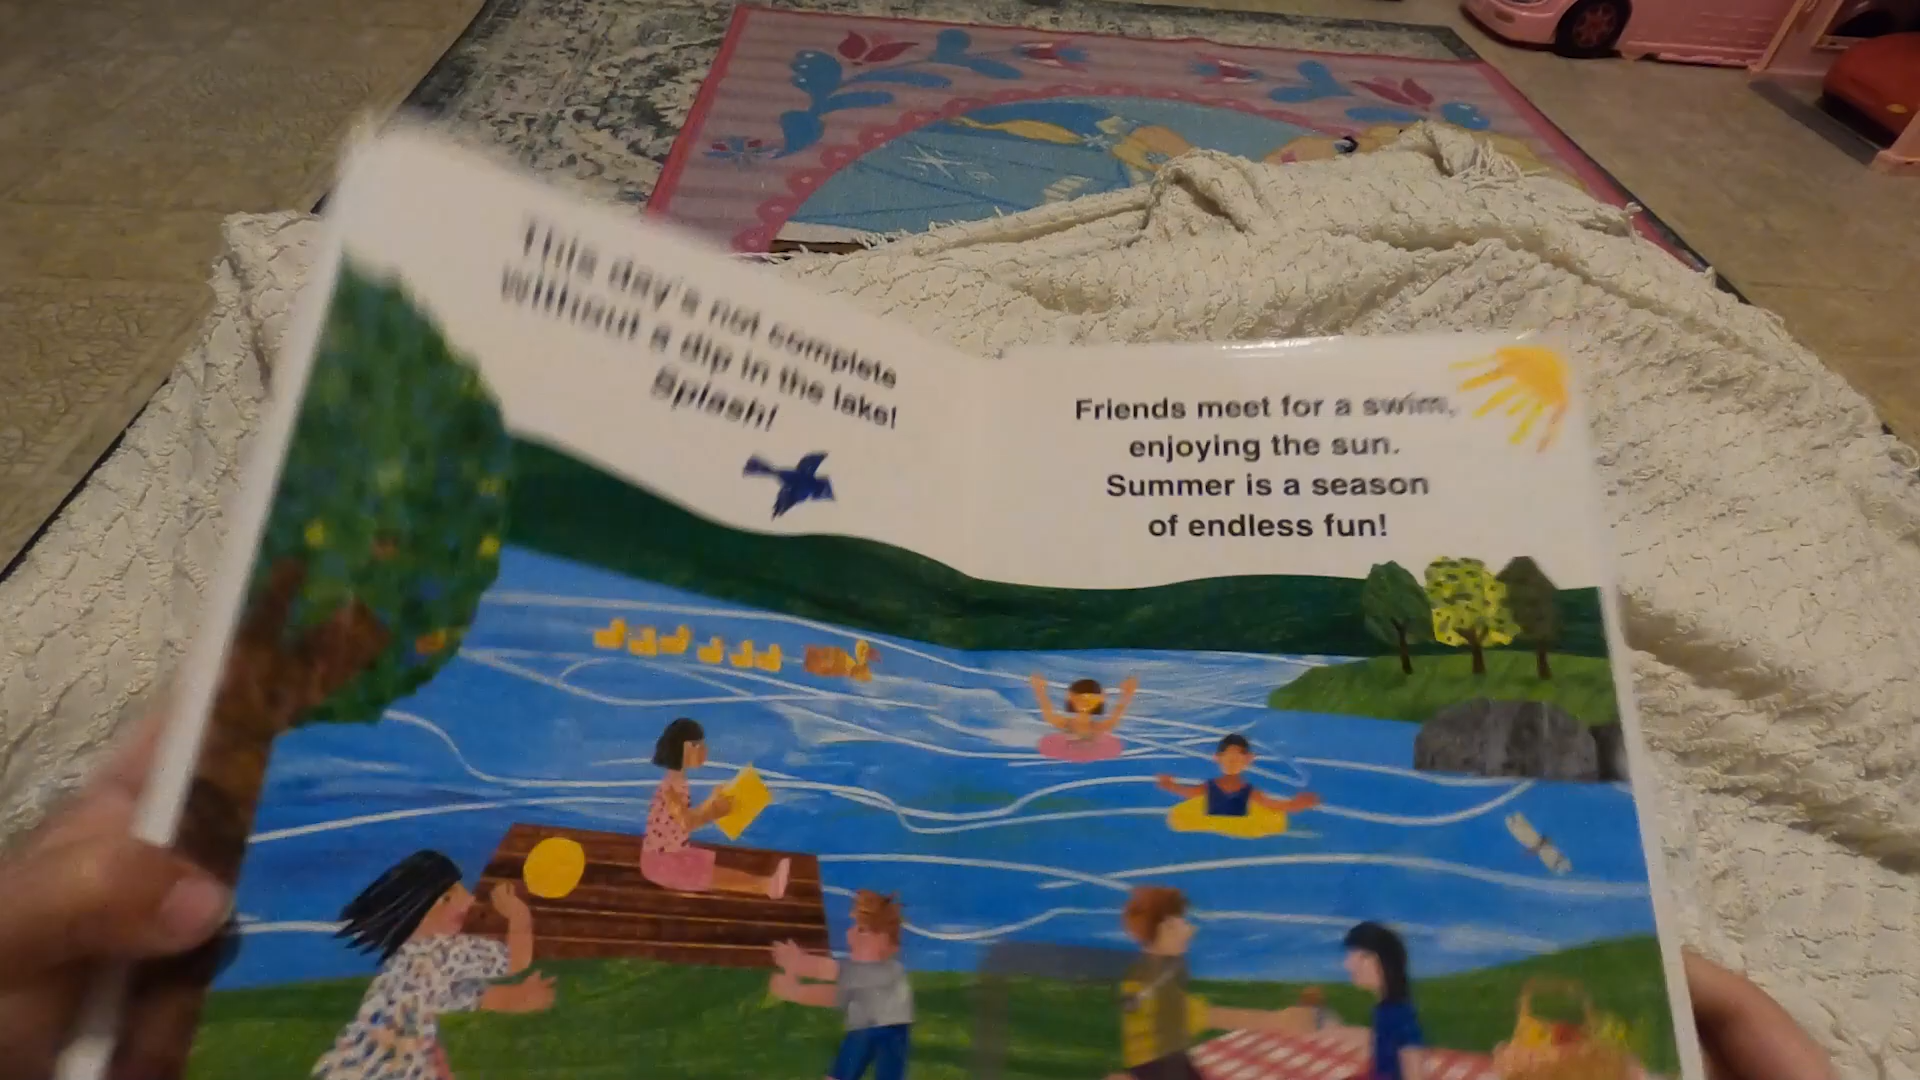 This day's not complete
Without a dip in the lake!
Splash!
Friends meet for a swim,
enjoying the sun.
Summer is a season
of endless fun!